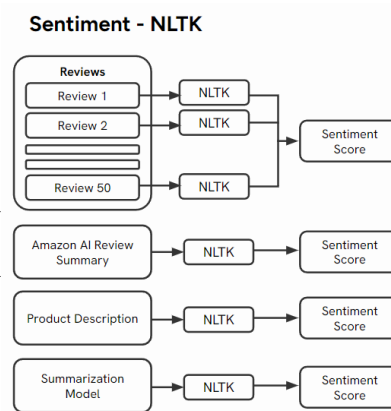 Sentiment - NLTK
Reviews
Review 1
NLTK
Review 2
NLTK
Sentiment
Score
Review 50
NLTK
Amazon AI Review
Summary
NLTK
Sentiment
Score
Product Description
NLTK
Sentiment
Score
Summarization
Model
NLTK
Sentiment
Score